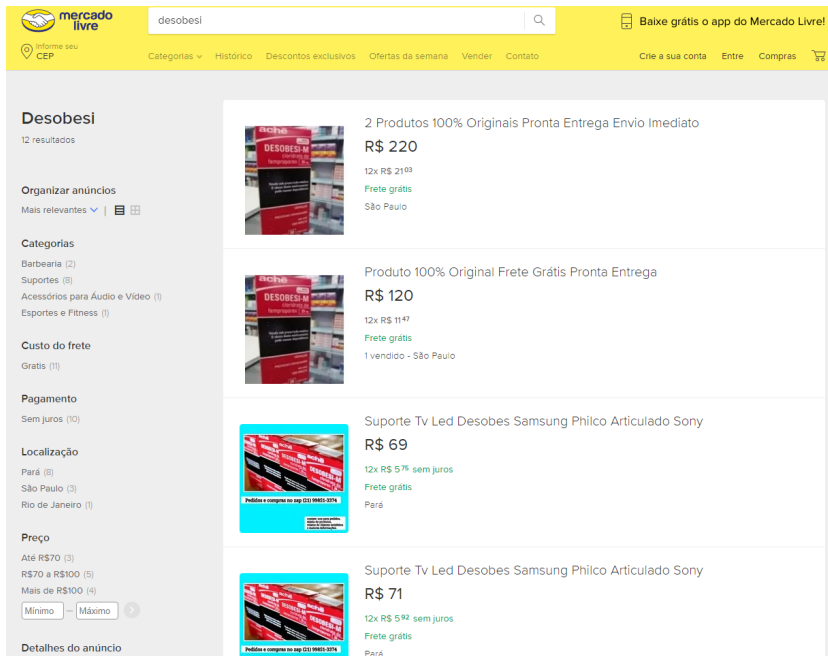 mercado
livre
desobesi
Baixe grátis o app do Mercado Livre!
Informe seu
CEP
Categorias
Histórico
Descontos exclusivos
Ofertas da semana
Vender
Contato
Crie a sua conta
Entre
Compras
Desobesi
12 resultados
Organizar anúncios
Mais relevantes
Categorias
Barbearia (2)
Suportes (8)
Acessórios para Áudio e Vídeo (1)
Esportes e Fitness (1)
Custo do frete
Gratis (11)
Pagamento
Sem juros (10)
Localização
Pará (8)
São Paulo (3)
Rio de Janeiro (1)
Preço
Até R$70 (3)
R$70 a R$100 (5)
Mais de R$100 (4)
Mínimo — Máximo
Detalhes do anúncio
achē
DESOBESI-M
2 Produtos 100% Originais Pronta Entrega Envio Imediato
R$ 220
12x R$ 21 03
Frete grátis
São Paulo
achē
DESOBESI-M
Produto 100% Original Frete Grátis Pronta Entrega
R$ 120
12x R$ 11 47
Frete grátis
1 vendido - São Paulo
Pedidos e compras no zap (21) 99851-3374
Suporte Tv Led Desobes Samsung Philco Articulado Sony
R$ 69
12x R$ 5 75 sem juros
Frete grátis
Pará
Pedidos e compras no zap (21) 99851-3374
Suporte Tv Led Desobes Samsung Philco Articulado Sony
R$ 71
12x R$ 5 92 sem juros
Frete grátis
Pará